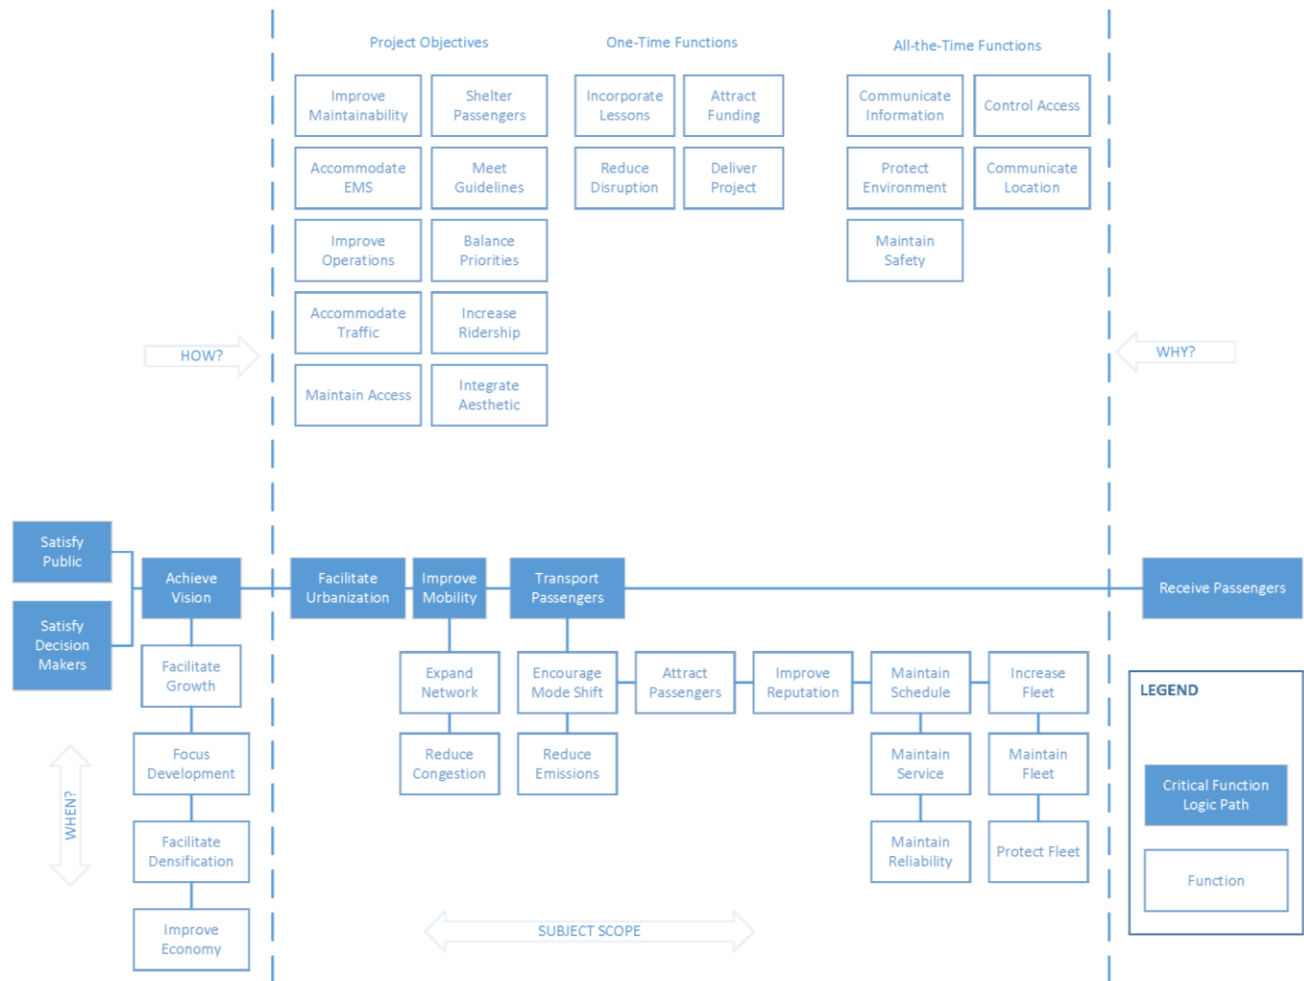 Project Objectives
One-Time Functions
All-the-Time Functions
Improve
Maintainability
Shelter
Passengers
Incorporate
Lessons
Attract
Funding
Communicate
Information
Control Access
Accommodate
EMS
Meet
Guidelines
Reduce
Disruption
Deliver
Project
Protect
Environment
Communicate
Location
Improve
Operations
Balance
Priorities
Maintain
Safety
Accommodate
Traffic
Increase
Ridership
HOW?
WHY?
Maintain Access
Integrate
Aesthetic
Satisfy
Public
Satisfy
Decision
Makers
Achieve
Vision
Facilitate
Urbanization
Improve
Mobility
Transport
Passengers
Receive Passengers
Facilitate
Growth
Expand
Network
Encourage
Mode Shift
Attract
Passengers
Improve
Reputation
Maintain
Schedule
Increase
Fleet
Focus
Development
Reduce
Congestion
Reduce
Emissions
Maintain
Service
Maintain
Fleet
WHEN?
Facilitate
Densification
Maintain
Reliability
Protect Fleet
Improve
Economy
SUBJECT SCOPE
LEGEND
Critical Function
Logic Path
Function